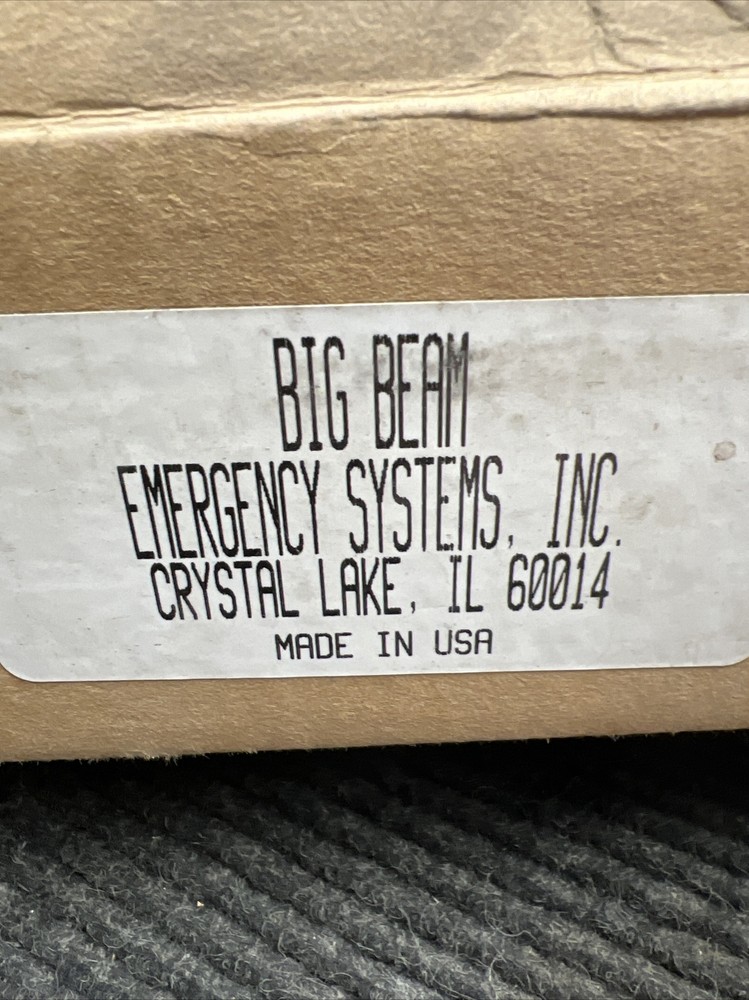 BIG BEAM
EMERGENCY SYSTEMS, INC.
CRYSTAL LAKE, IL 60014
MADE IN USA